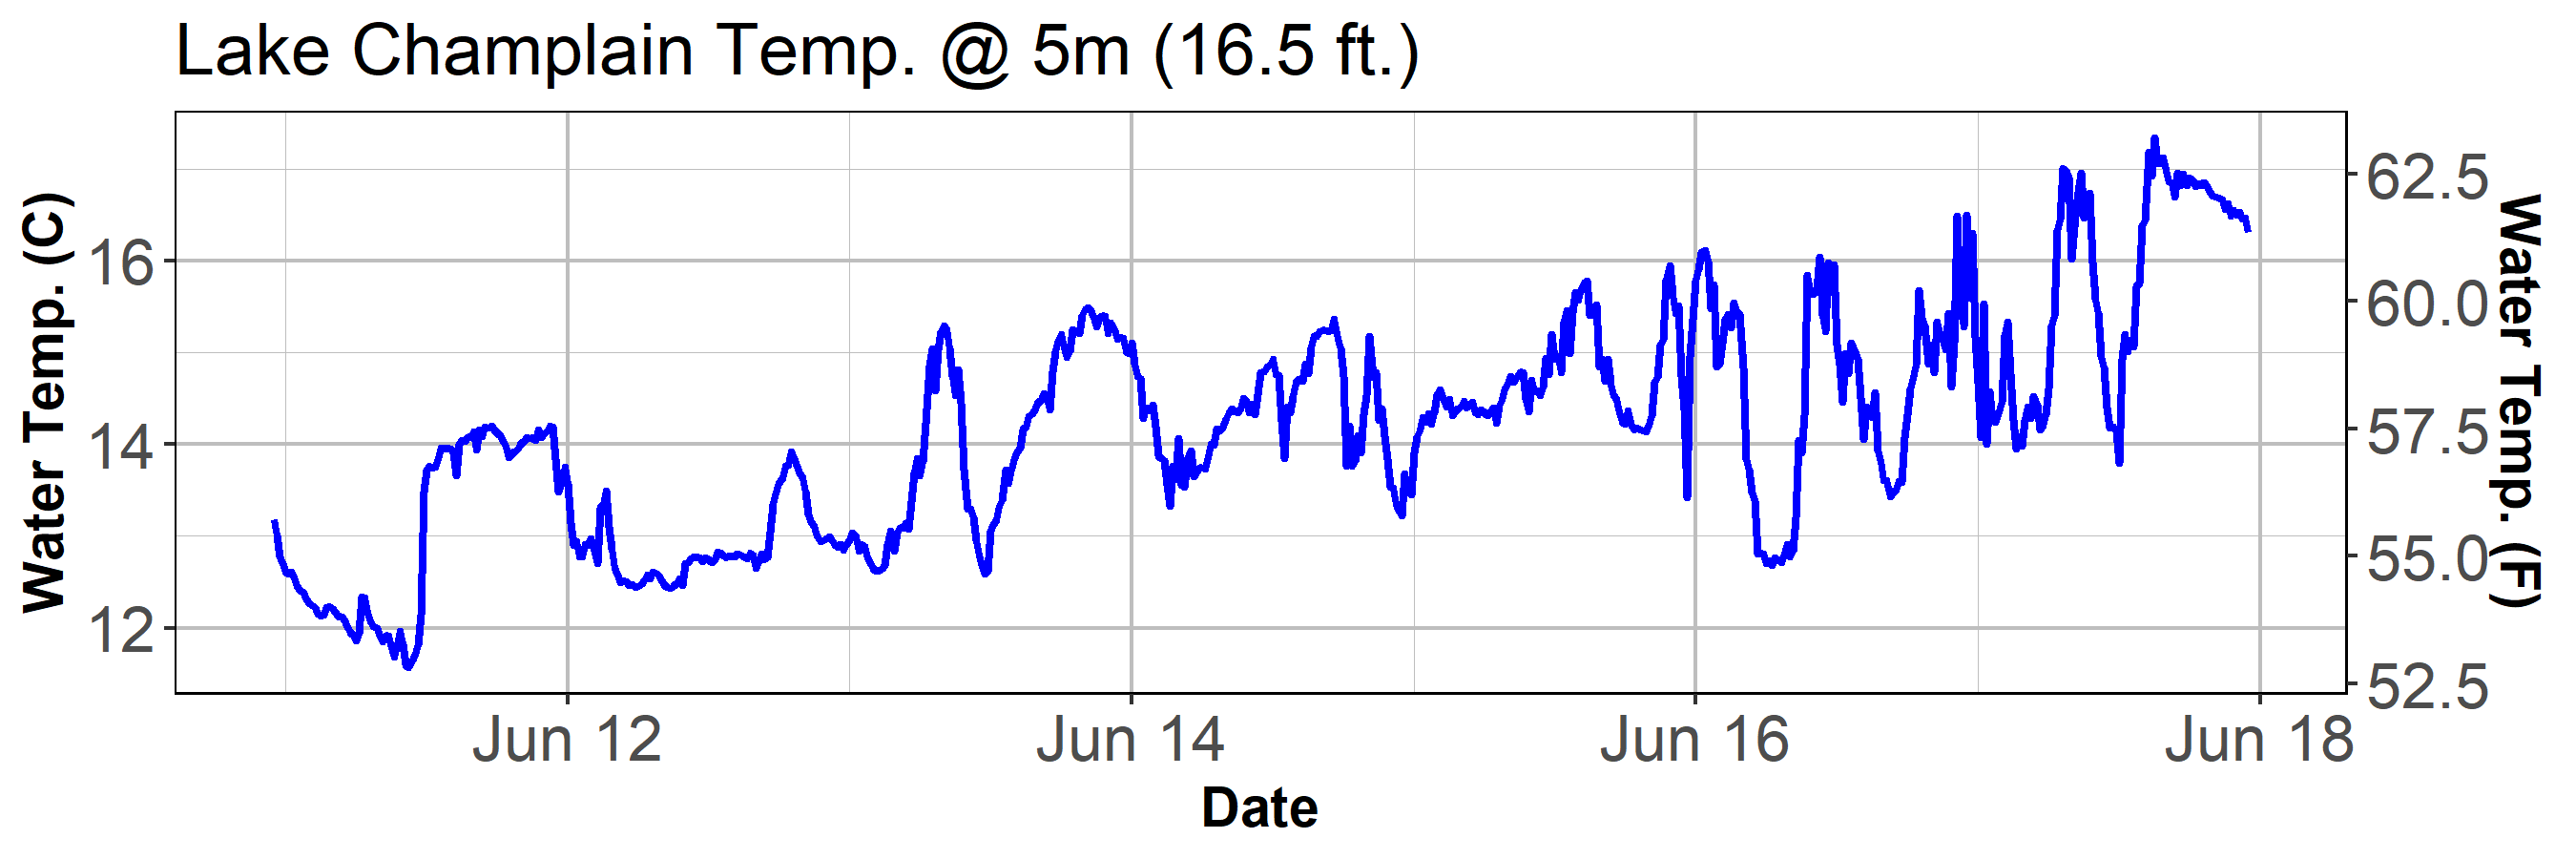 Lake Champlain Temp. @ 5m (16.5 ft.)
Water Temp. (C)
16
14
12
62.5
60.0
57.5
55.0
52.5
Water Temp. (F)
Jun 12
Jun 14
Jun 16
Jun 18
Date